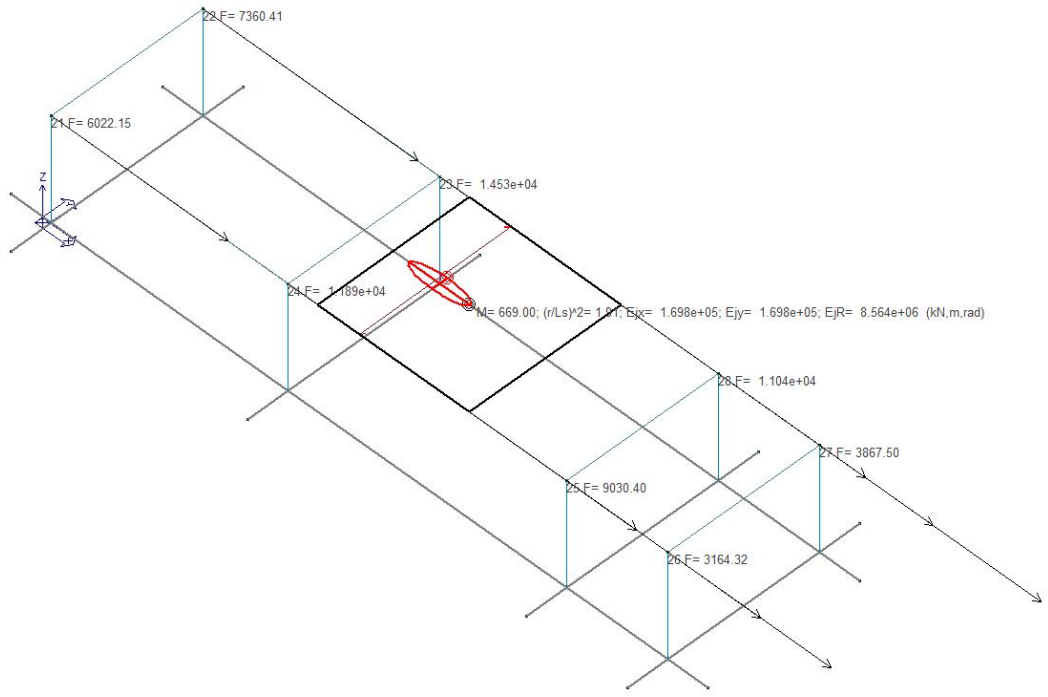 22 F= 7360.41
21 F= 6022.15
Z
23 F= 1.453e+04
24 F= 1.189e+04
M= 669.00; (r/Ls)^2= 1.91; Ejx= 1.698e+05; Ejy= 1.698e+05; EjR= 8.564e+06 (kN,m,rad)
28 F= 1.104e+04
27 F= 3867.50
25 F= 9030.40
26 F= 3164.32